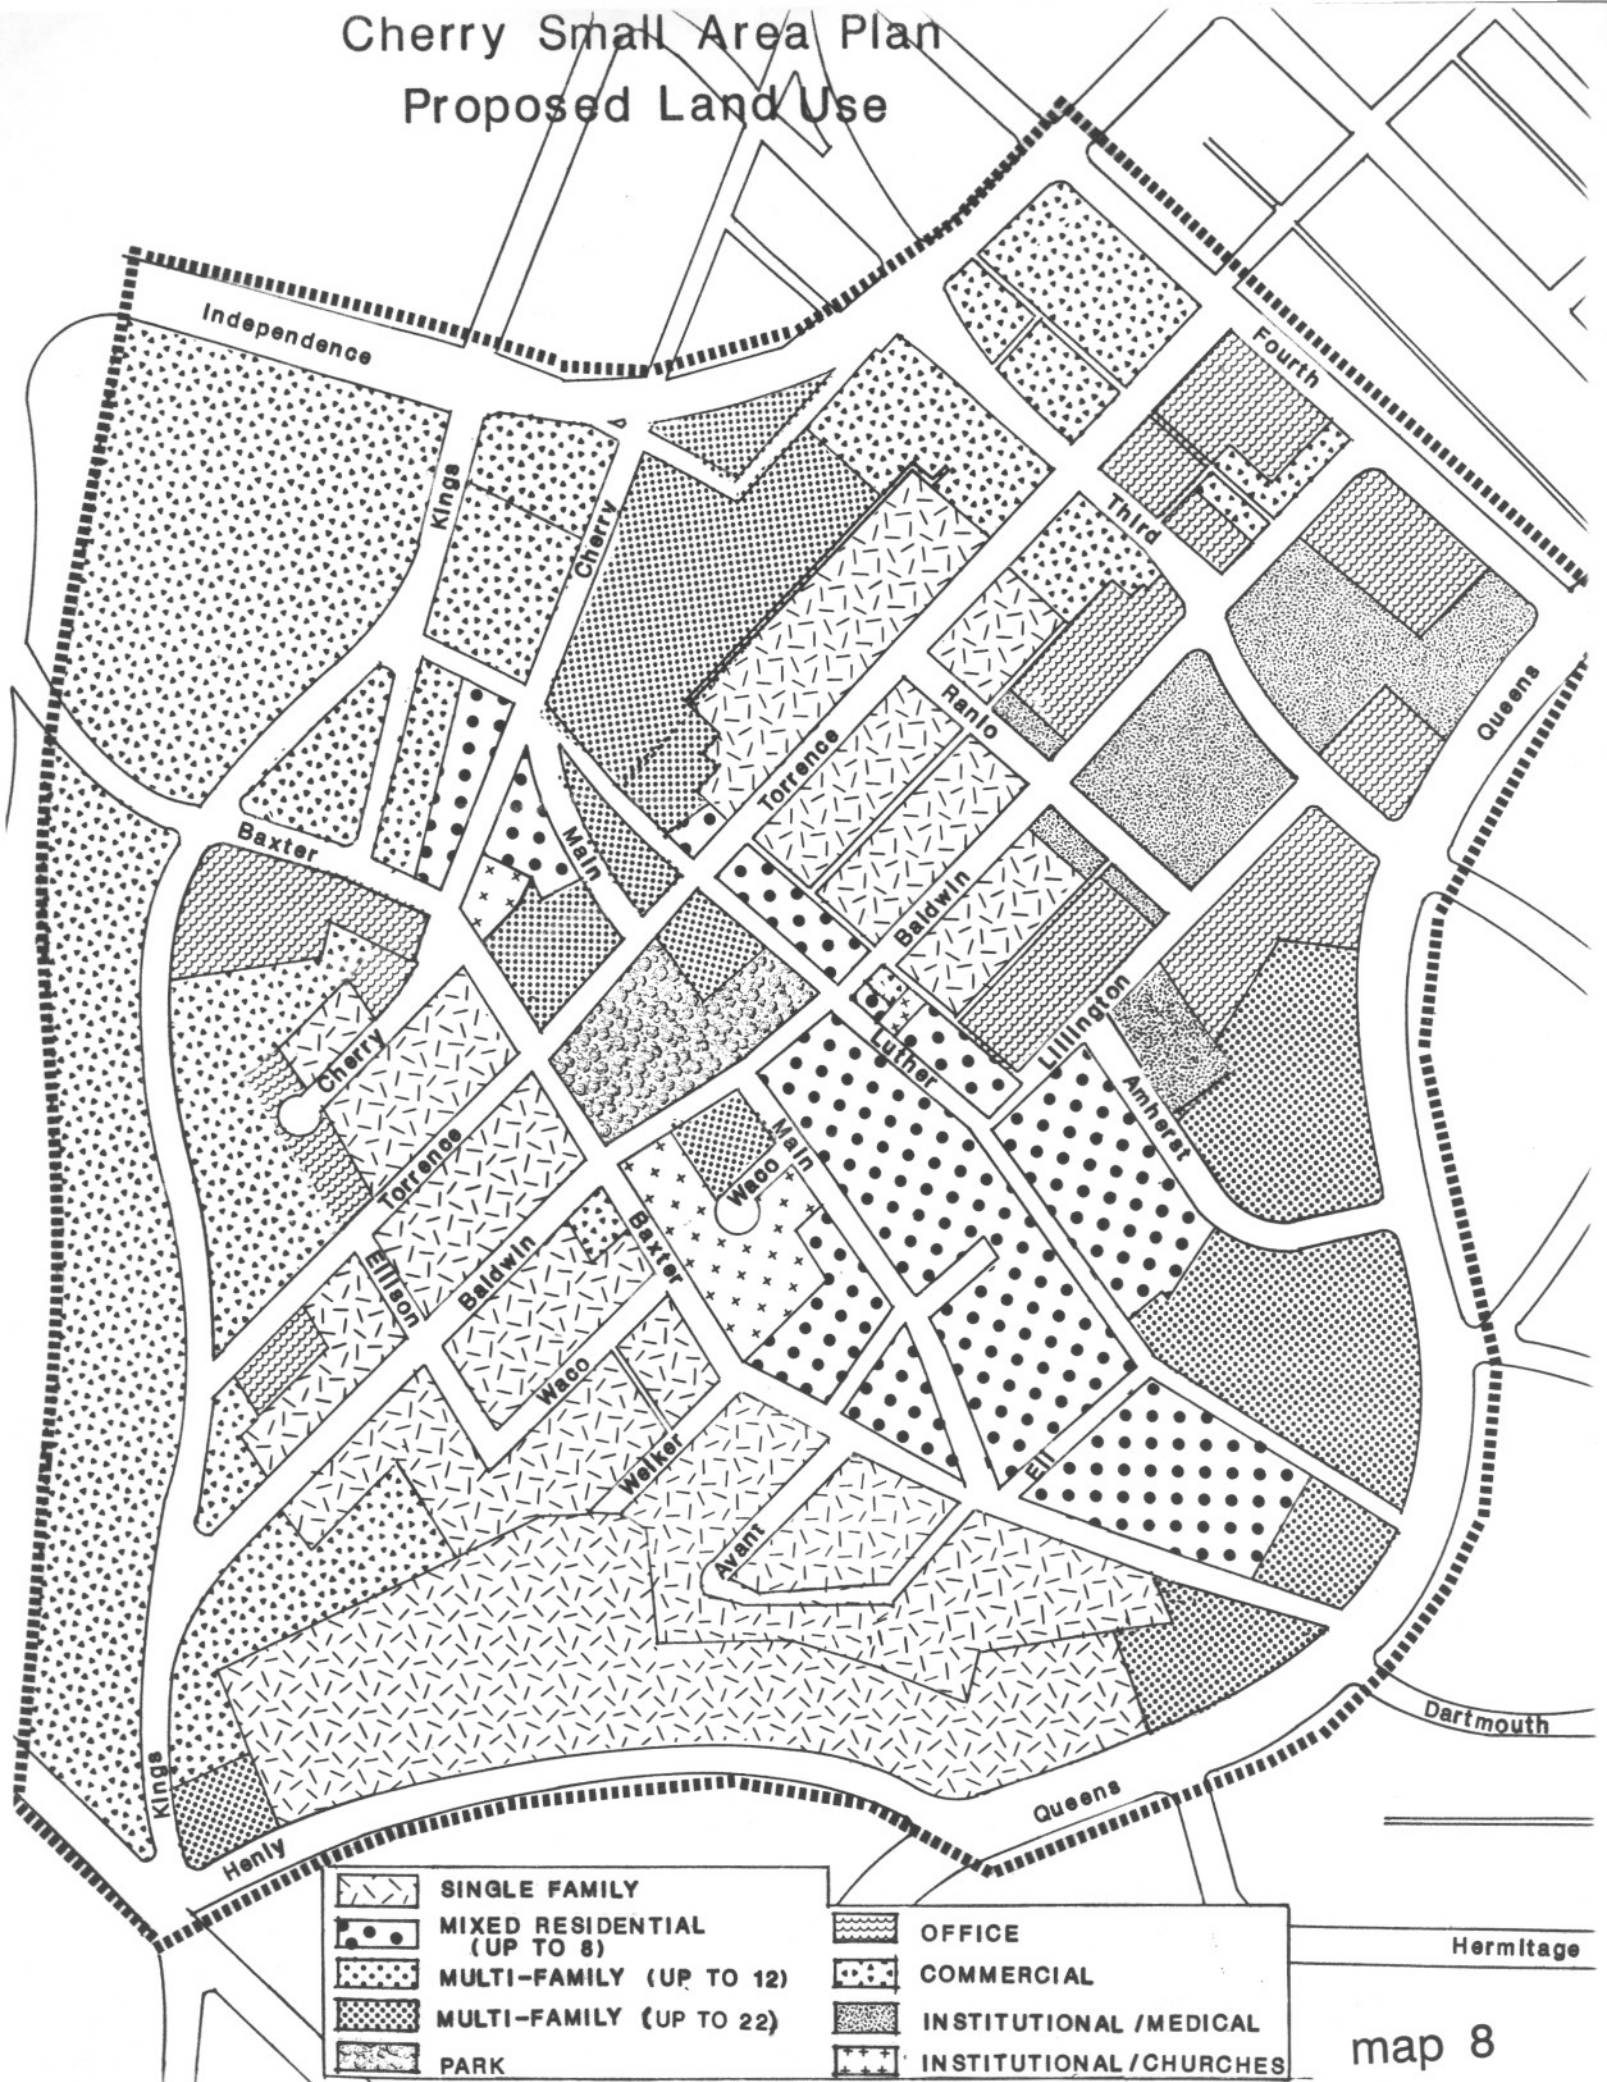 Cherry Small Area Plan
Proposed Land Use
Independence
Fourth
Kings
Cherry
Third
Queens
Ranlo
Torrence
Baxter
Main
Baldwin
Lillington
Cherry
Luther
Amherst
Torrence
Main
Waco
Baxter
Ellison
Baldwin
Waco
Welker
Eli
Avant
Dartmouth
Kings
Queens
Henly
SINGLE FAMILY
MIXED RESIDENTIAL
(UP TO 8)
MULTI-FAMILY (UP TO 12)
MULTI-FAMILY (UP TO 22)
PARK
OFFICE
COMMERCIAL
INSTITUTIONAL/MEDICAL
INSTITUTIONAL/CHURCHES
Hermitage
map 8